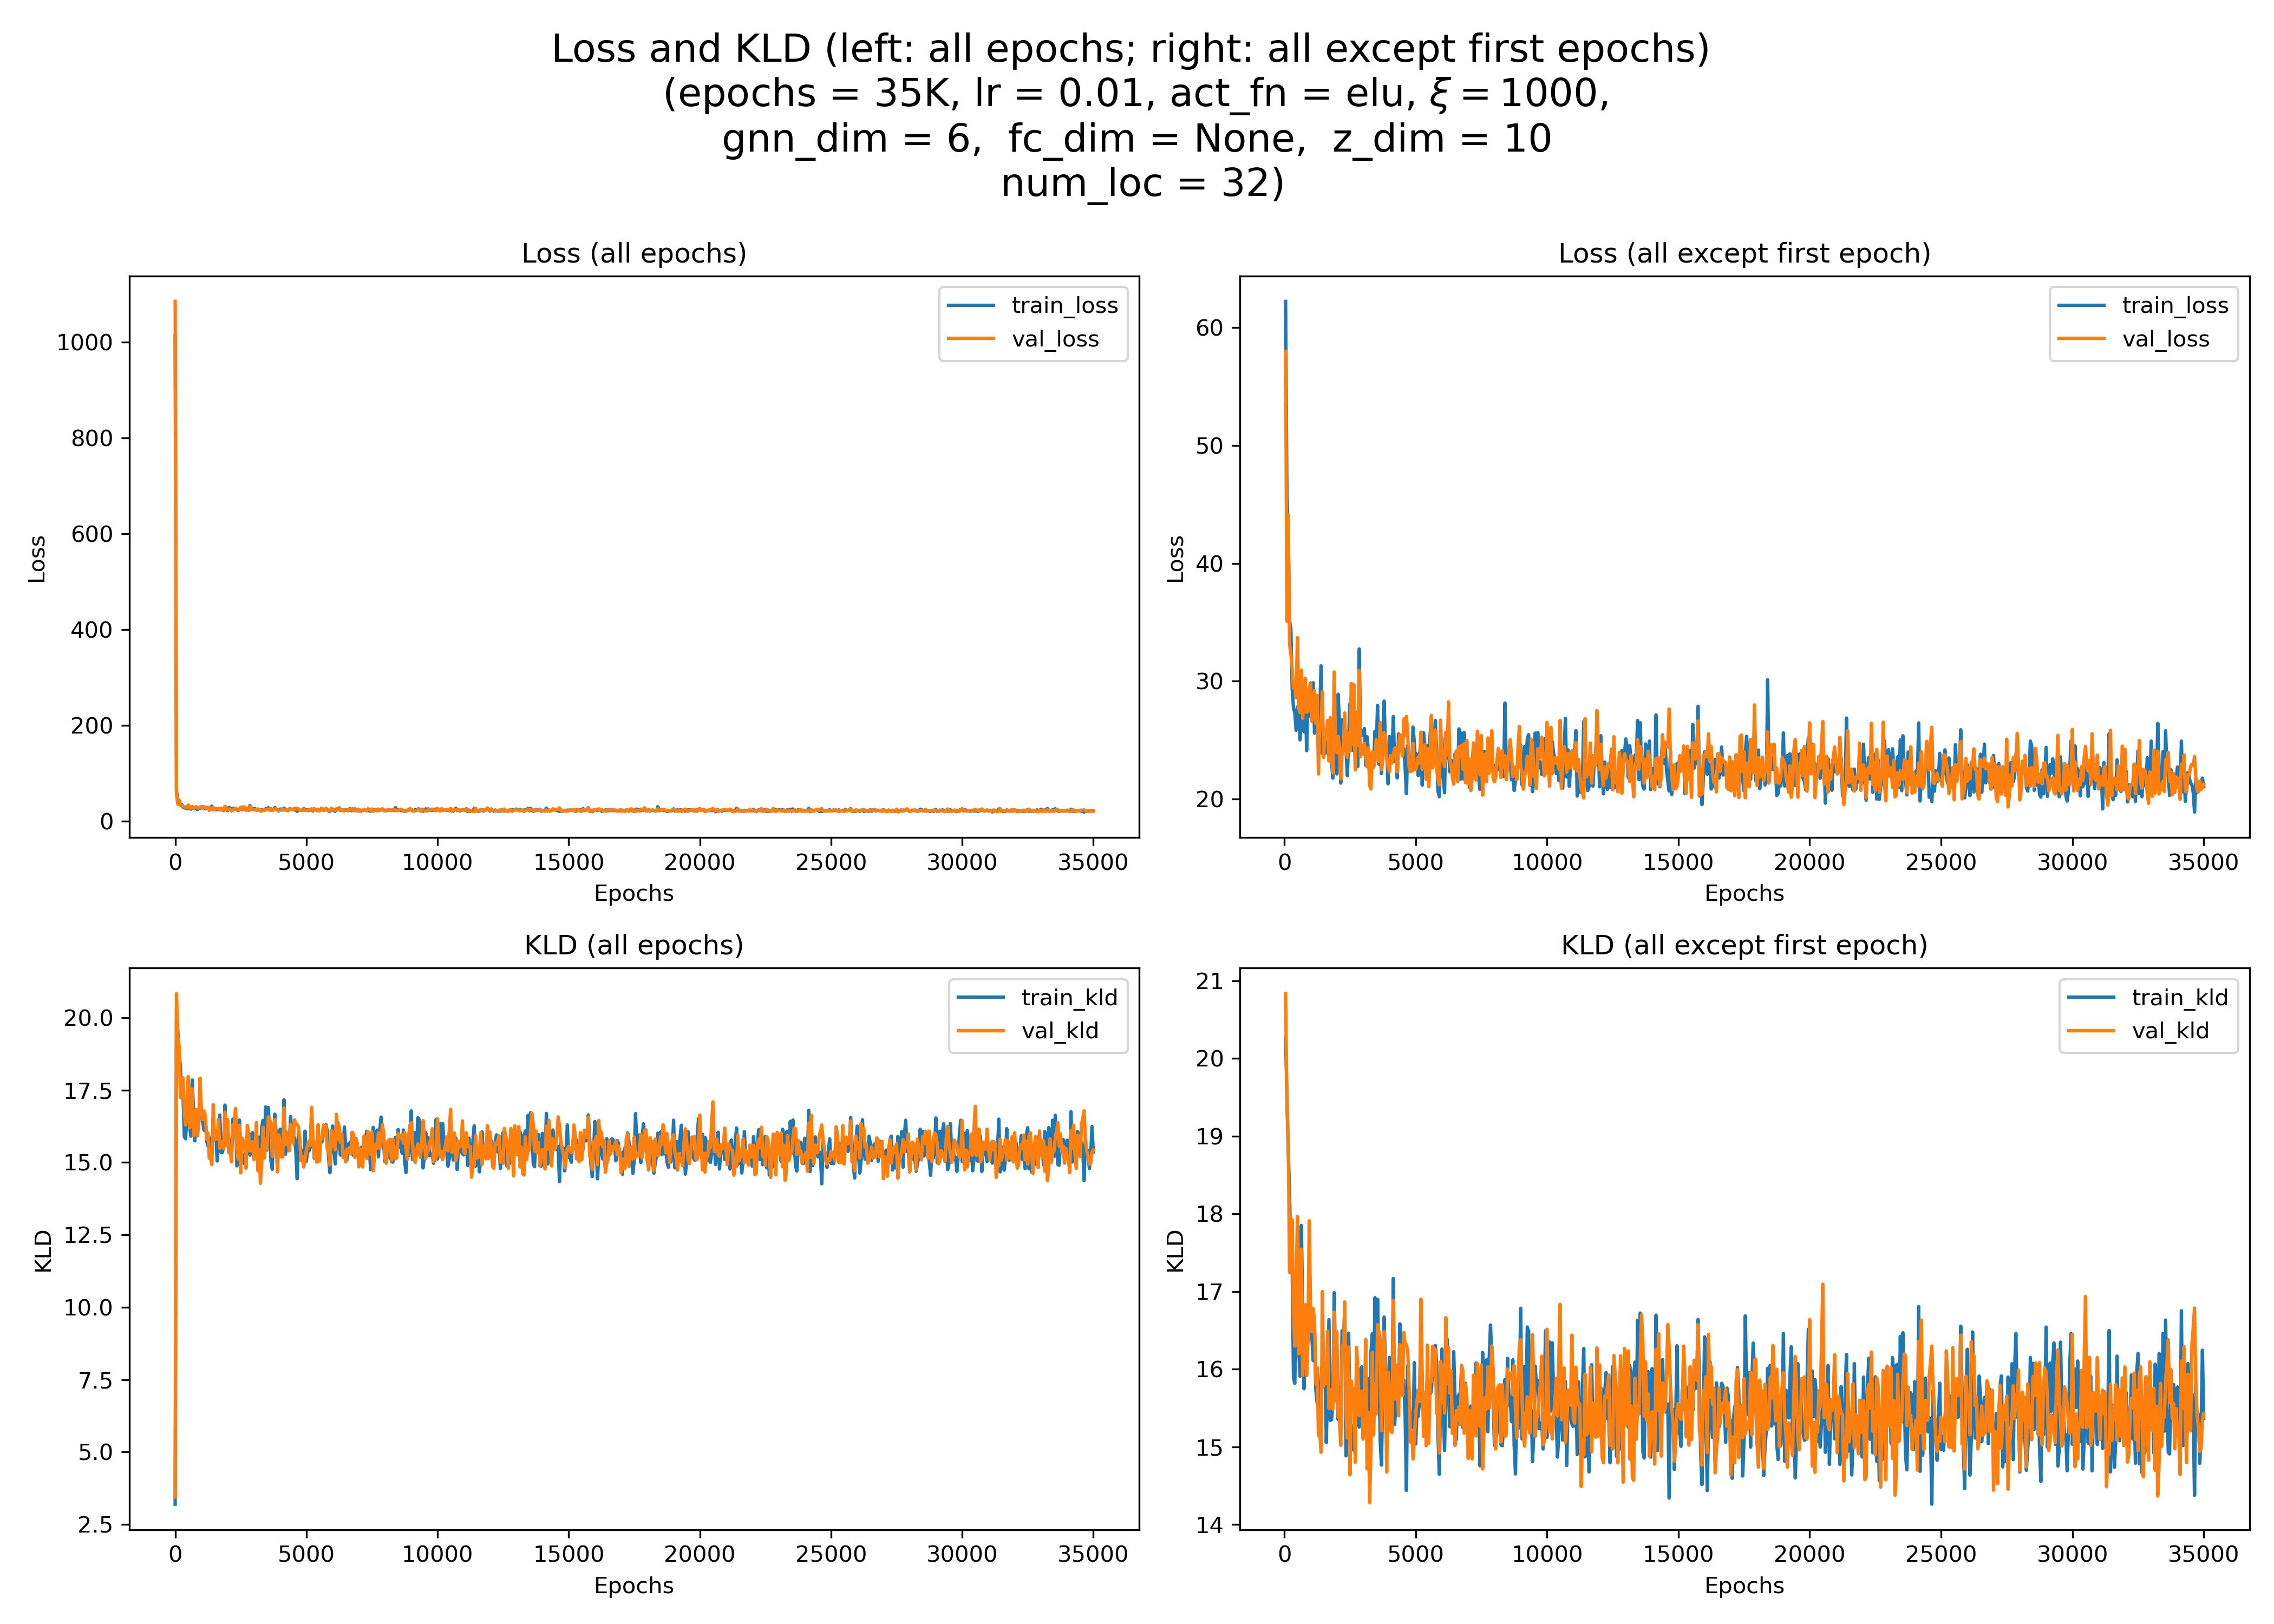 Loss and KLD (left: all epochs; right: all except first epochs)
(epochs = 35K, lr = 0.01, act_fn = elu, ξ = 1000,
gnn_dim = 6,  fc_dim = None,  z_dim = 10
num_loc = 32)
Loss (all epochs)
train_loss
val_loss
1000
800
600
400
200
0
Loss
0 5000 10000 15000 20000 25000 30000 35000
Epochs
Loss (all except first epoch)
train_loss
val_loss
60
50
40
30
20
Loss
0 5000 10000 15000 20000 25000 30000 35000
Epochs
KLD (all epochs)
train_kld
val_kld
20.0
17.5
15.0
12.5
10.0
7.5
5.0
2.5
KLD
0 5000 10000 15000 20000 25000 30000 35000
Epochs
KLD (all except first epoch)
train_kld
val_kld
21
20
19
18
17
16
15
14
KLD
0 5000 10000 15000 20000 25000 30000 35000
Epochs